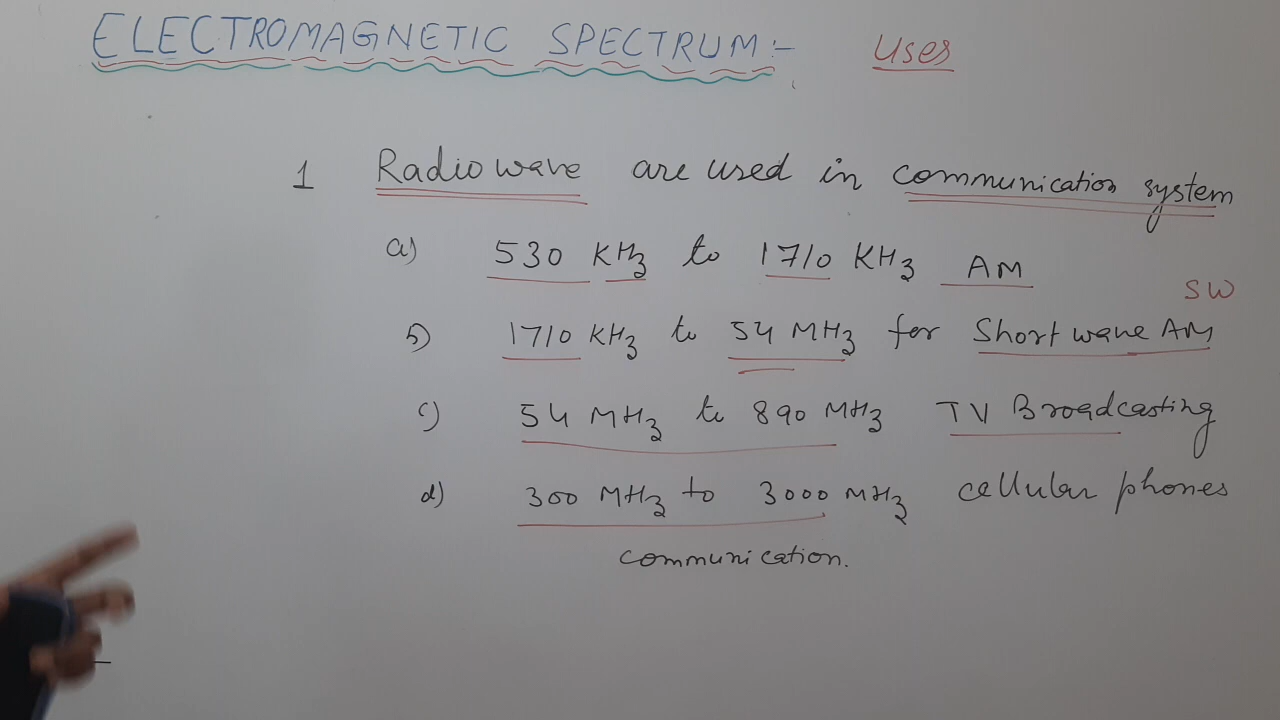 ELECTROMAGNETIC SPECTRUM:- Uses
1 Radio wave are used in communication system
a) 530 KHz to 1710 KHz AM
SW
b) 1710 KHz to 54 MHz for Short wave AM
c) 54 MHz to 890 MHz TV Broadcasting
d) 300 MHz to 3000 MHz cellular phones
communication.